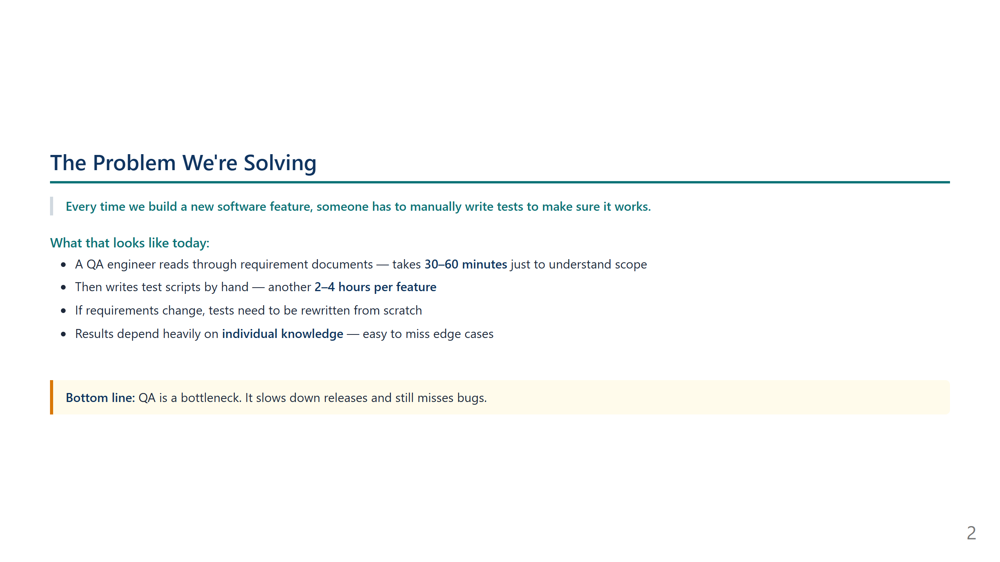 The Problem We're Solving
Every time we build a new software feature, someone has to manually write tests to make sure it works.
What that looks like today:
• A QA engineer reads through requirement documents — takes 30–60 minutes just to understand scope
• Then writes test scripts by hand — another 2–4 hours per feature
• If requirements change, tests need to be rewritten from scratch
• Results depend heavily on individual knowledge — easy to miss edge cases
Bottom line: QA is a bottleneck. It slows down releases and still misses bugs.
2